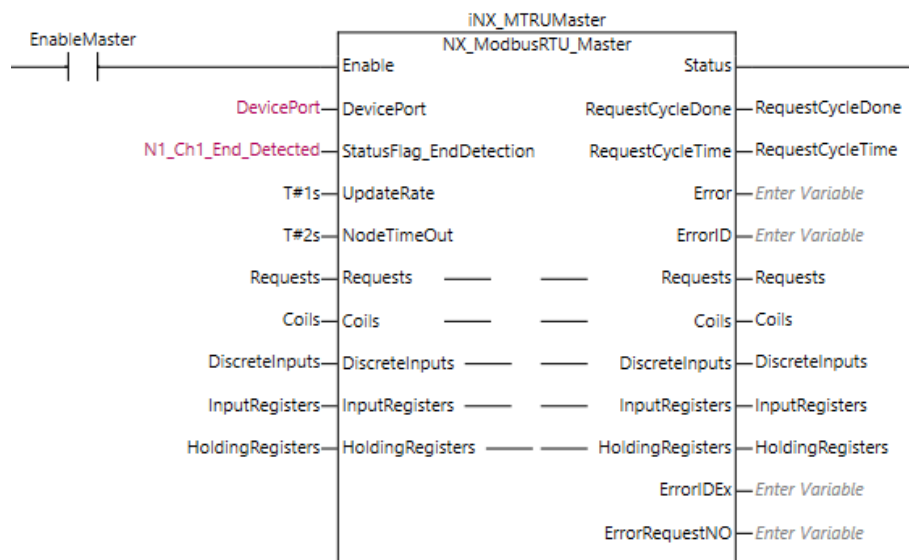 iNX_MTRUMaster
EnableMaster
NX_ModbusRTU_Master
Enable Status
DevicePort DevicePort RequestCycleDone RequestCycleDone
N1_Ch1_End_Detected StatusFlag_EndDetection RequestCycleTime RequestCycleTime
T#1s UpdateRate Error Enter Variable
T#2s NodeTimeOut ErrorID Enter Variable
Requests Requests Requests Requests
Coils Coils Coils Coils
DiscreteInputs DiscreteInputs DiscreteInputs DiscreteInputs
InputRegisters InputRegisters InputRegisters InputRegisters
HoldingRegisters HoldingRegisters HoldingRegisters HoldingRegisters
ErrorIDEx Enter Variable
ErrorRequestNO Enter Variable